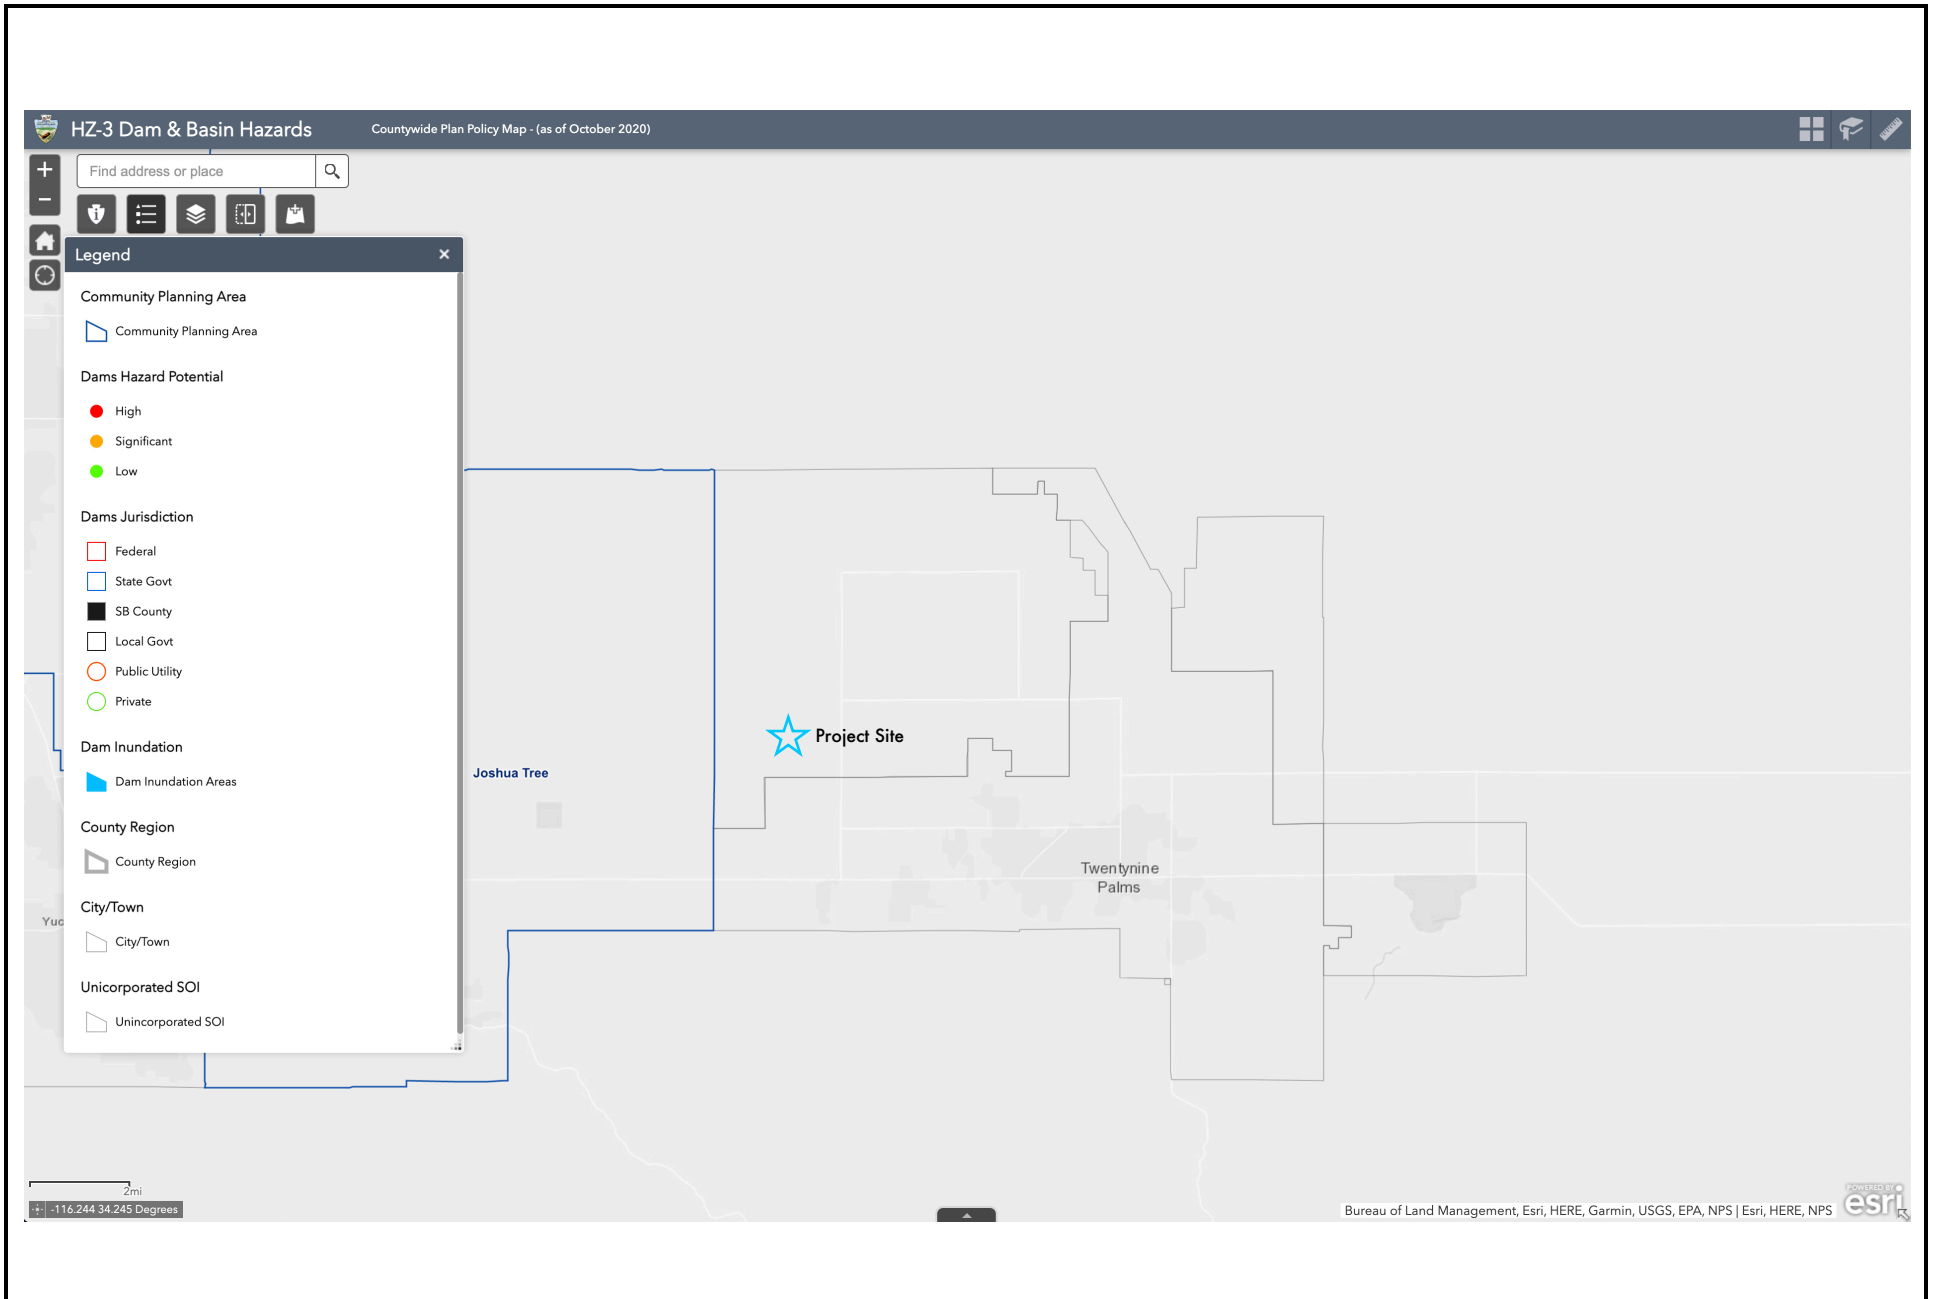 HZ-3 Dam & Basin Hazards
Countywide Plan Policy Map - (as of October 2020)
Find address or place
Legend
Community Planning Area
Community Planning Area
Dams Hazard Potential
High
Significant
Low
Dams Jurisdiction
Federal
State Govt
SB County
Local Govt
Public Utility
Private
Dam Inundation
Dam Inundation Areas
County Region
County Region
City/Town
City/Town
Unicorporated SOI
Unincorporated SOI
Project Site
Joshua Tree
Twentynine
Palms
Yuc
2mi
-116.244 34.245 Degrees
Bureau of Land Management, Esri, HERE, Garmin, USGS, EPA, NPS | Esri, HERE, NPS
POWERED BY
esri